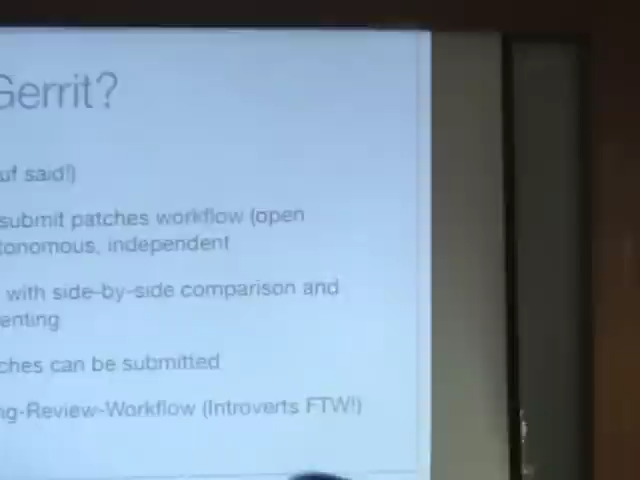 Gerrit?
uf said!)
submit patches workflow (open
tonomous, independent
with side-by-side comparison and
enting
ches can be submitted
ng-Review-Workflow (Introverts FTW!)